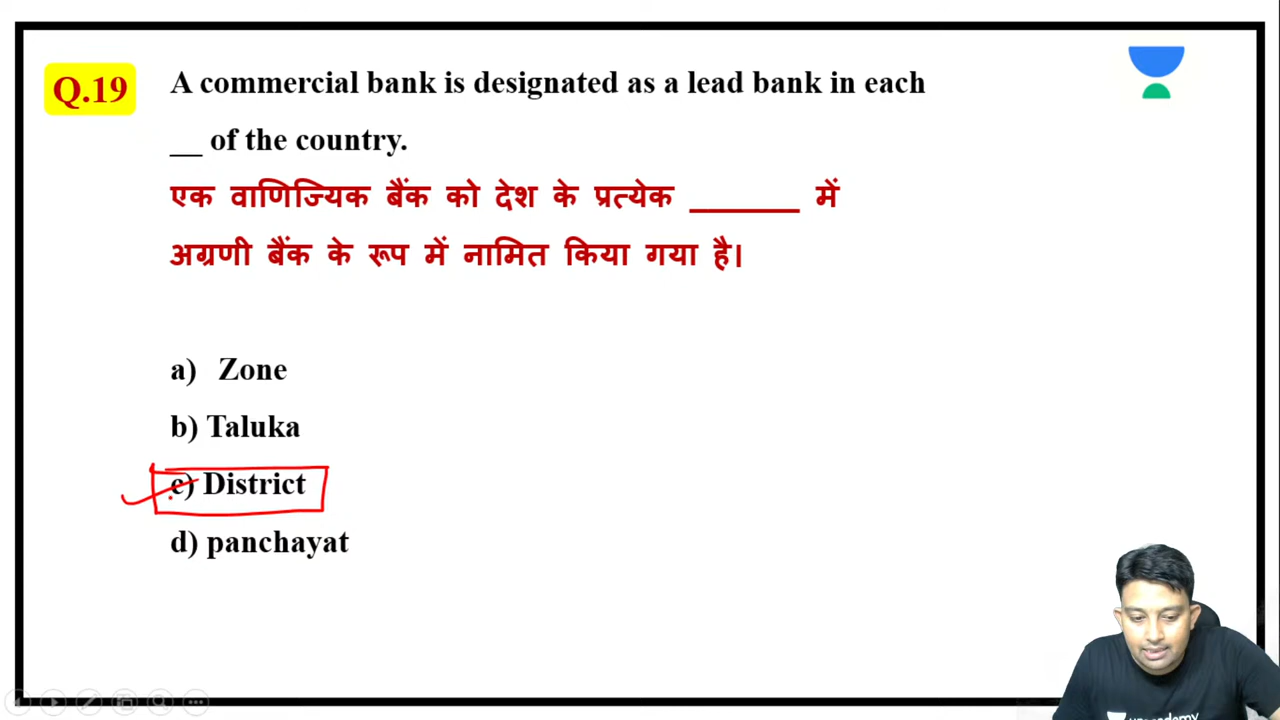 Q.19
A commercial bank is designated as a lead bank in each
__ of the country.
एक वाणिज्यिक बैंक को देश के प्रत्येक ______ में
अग्रणी बैंक के रूप में नामित किया गया है।
a) Zone
b) Taluka
c) District
d) panchayat